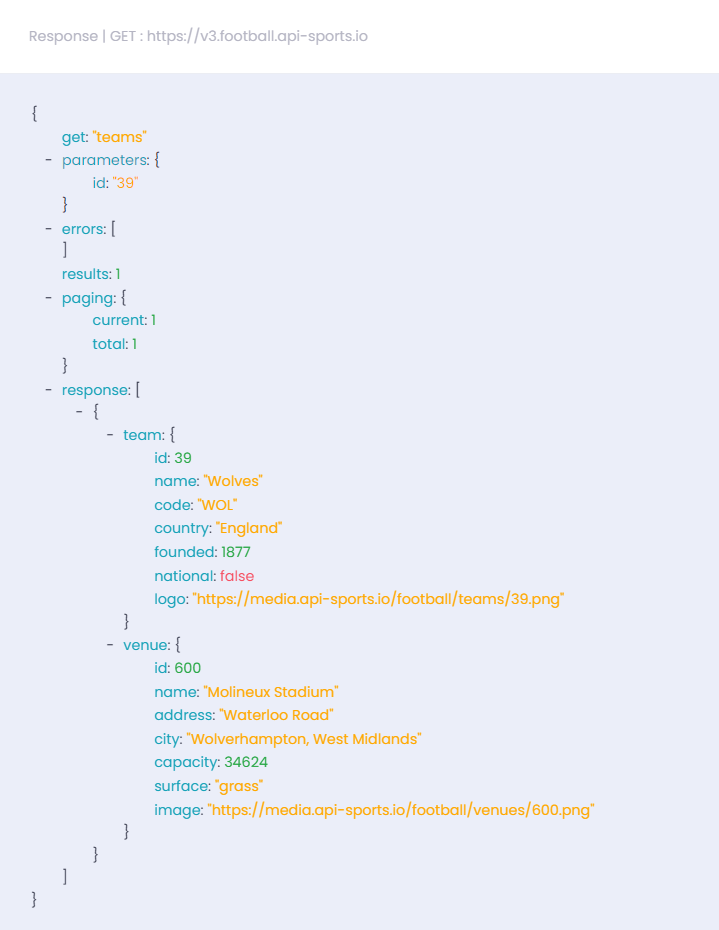 Response | GET : https://v3.football.api-sports.io
{
get: "teams"
- parameters: {
id: "39"
}
- errors: [
]
results: 1
- paging: {
current: 1
total: 1
}
- response: [
- {
- team: {
id: 39
name: "Wolves"
code: "WOL"
country: "England"
founded: 1877
national: false
logo: "https://media.api-sports.io/football/teams/39.png"
}
- venue: {
id: 600
name: "Molineux Stadium"
address: "Waterloo Road"
city: "Wolverhampton, West Midlands"
capacity: 34624
surface: "grass"
image: "https://media.api-sports.io/football/venues/600.png"
}
}
]
}